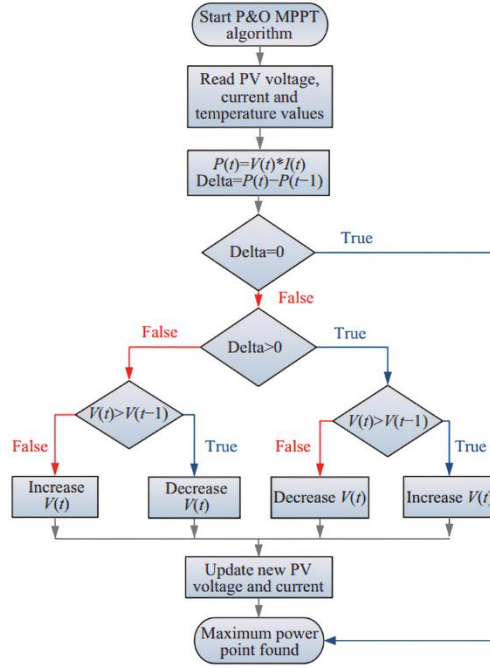 Start P&O MPPT
algorithm
Read PV voltage,
current and
temperature values
P(t)=V(t)*I(t)
Delta=P(t)−P(t−1)
Delta=0
True
False
Delta>0
False
True
V(t)>V(t−1)
V(t)>V(t−1)
False
True
False
True
Increase
V(t)
Decrease
V(t)
Decrease V(t)
Increase V(t)
Update new PV
voltage and current
Maximum power
point found